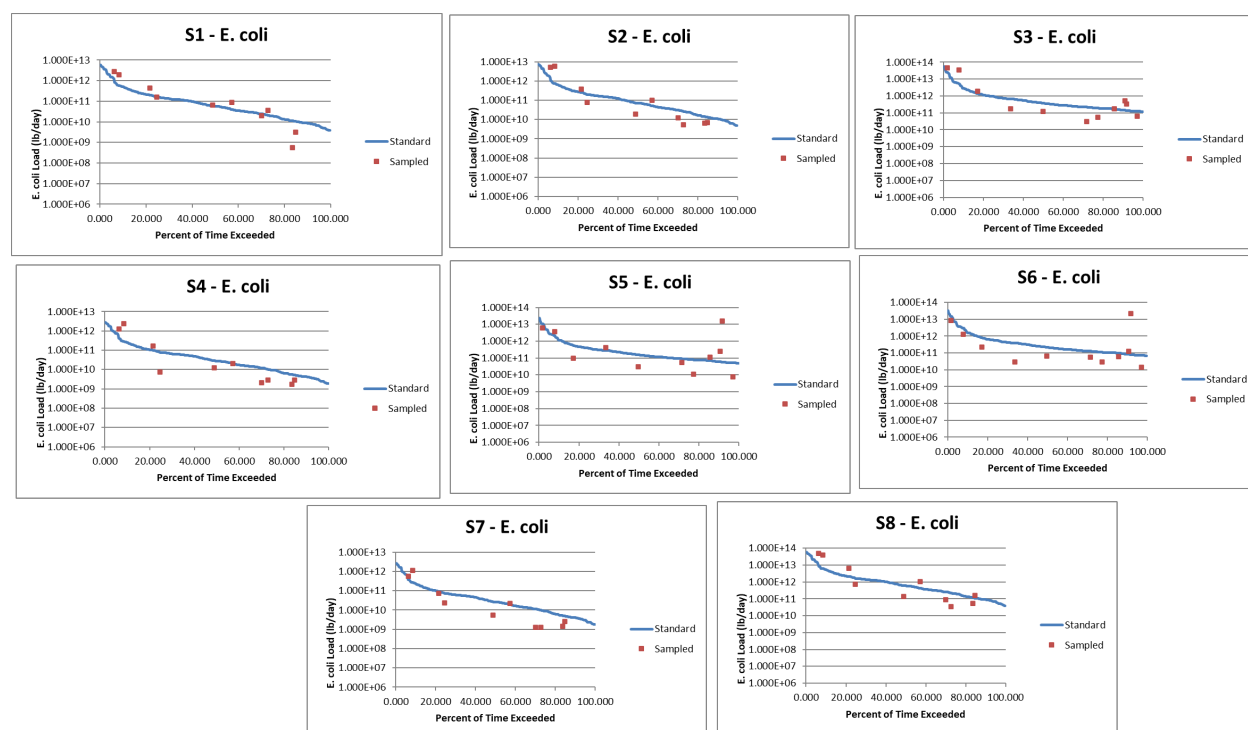 S1 - E. coli
E. coli Load (lb/day)
1.000E+13
1.000E+12
1.000E+11
1.000E+10
1.000E+09
1.000E+08
1.000E+07
1.000E+06
0.000 20.000 40.000 60.000 80.000 100.000
Percent of Time Exceeded
Standard
Sampled
S2 - E. coli
E. coli Load (lb/day)
1.000E+13
1.000E+12
1.000E+11
1.000E+10
1.000E+09
1.000E+08
1.000E+07
1.000E+06
0.000 20.000 40.000 60.000 80.000 100.000
Percent of Time Exceeded
Standard
Sampled
S3 - E. coli
E. coli Load (lb/day)
1.000E+14
1.000E+13
1.000E+12
1.000E+11
1.000E+10
1.000E+09
1.000E+08
1.000E+07
1.000E+06
0.000 20.000 40.000 60.000 80.000 100.000
Percent of Time Exceeded
Standard
Sampled
S4 - E. coli
E. coli Load (lb/day)
1.000E+13
1.000E+12
1.000E+11
1.000E+10
1.000E+09
1.000E+08
1.000E+07
1.000E+06
0.000 20.000 40.000 60.000 80.000 100.000
Percent of Time Exceeded
Standard
Sampled
S5 - E. coli
E. coli Load (lb/day)
1.000E+14
1.000E+13
1.000E+12
1.000E+11
1.000E+10
1.000E+09
1.000E+08
1.000E+07
1.000E+06
0.000 20.000 40.000 60.000 80.000 100.000
Percent of Time Exceeded
Standard
Sampled
S6 - E. coli
E. coli Load (lb/day)
1.000E+14
1.000E+13
1.000E+12
1.000E+11
1.000E+10
1.000E+09
1.000E+08
1.000E+07
1.000E+06
0.000 20.000 40.000 60.000 80.000 100.000
Percent of Time Exceeded
Standard
Sampled
S7 - E. coli
E. coli Load (lb/day)
1.000E+13
1.000E+12
1.000E+11
1.000E+10
1.000E+09
1.000E+08
1.000E+07
1.000E+06
0.000 20.000 40.000 60.000 80.000 100.000
Percent of Time Exceeded
Standard
Sampled
S8 - E. coli
E. coli Load (lb/day)
1.000E+14
1.000E+13
1.000E+12
1.000E+11
1.000E+10
1.000E+09
1.000E+08
1.000E+07
1.000E+06
0.000 20.000 40.000 60.000 80.000 100.000
Percent of Time Exceeded
Standard
Sampled